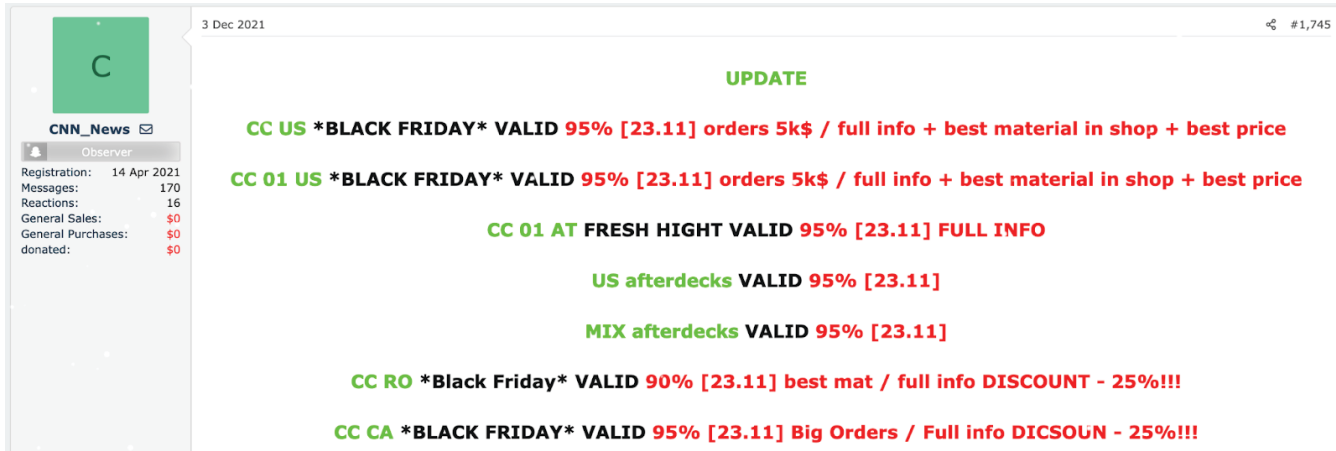 3 Dec 2021
#1,745
C
CNN_News
Observer
Registration: 14 Apr 2021
Messages: 170
Reactions: 16
General Sales: $0
General Purchases: $0
donated: $0
UPDATE
CC US *BLACK FRIDAY* VALID 95% [23.11] orders 5k$ / full info + best material in shop + best price
CC 01 US *BLACK FRIDAY* VALID 95% [23.11] orders 5k$ / full info + best material in shop + best price
CC 01 AT FRESH HIGHT VALID 95% [23.11] FULL INFO
US afterdecks VALID 95% [23.11]
MIX afterdecks VALID 95% [23.11]
CC RO *Black Friday* VALID 90% [23.11] best mat / full info DISCOUNT - 25%!!!
CC CA *BLACK FRIDAY* VALID 95% [23.11] Big Orders / Full info DICSOUN - 25%!!!